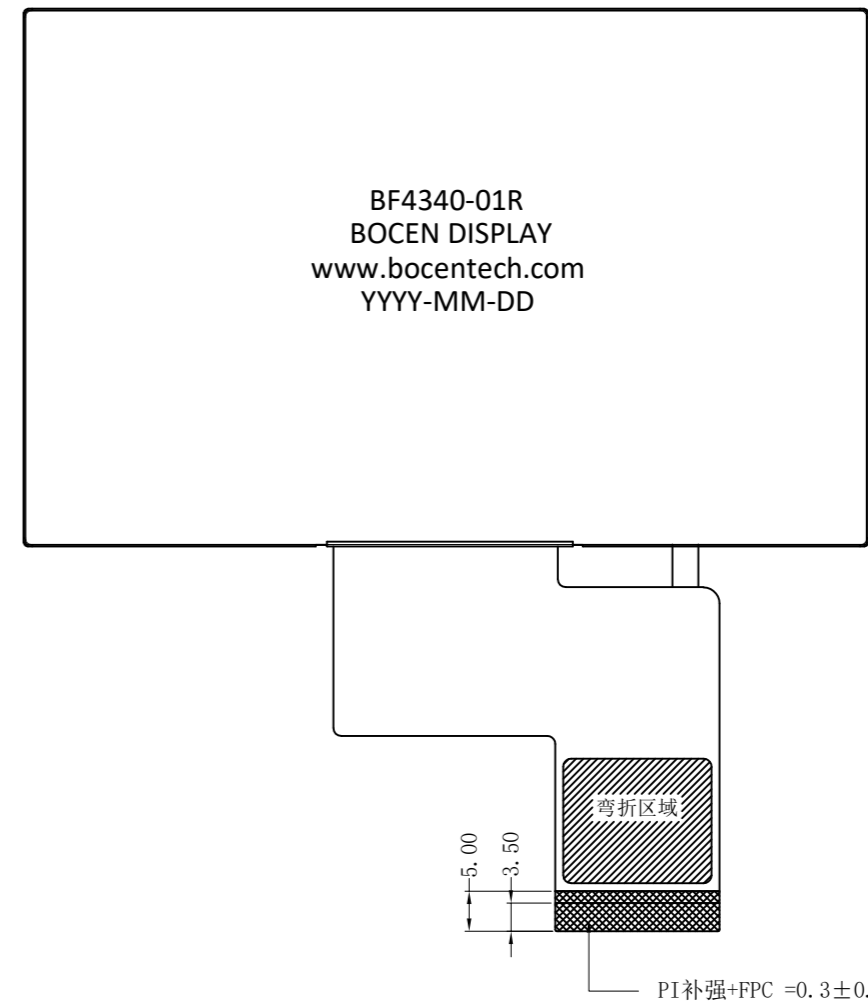 BF4340-01R
BOCEN DISPLAY
www.bocentech.com
YYYY-MM-DD
弯折区域
5.00
3.50
PI补强+FPC =0.3±0.